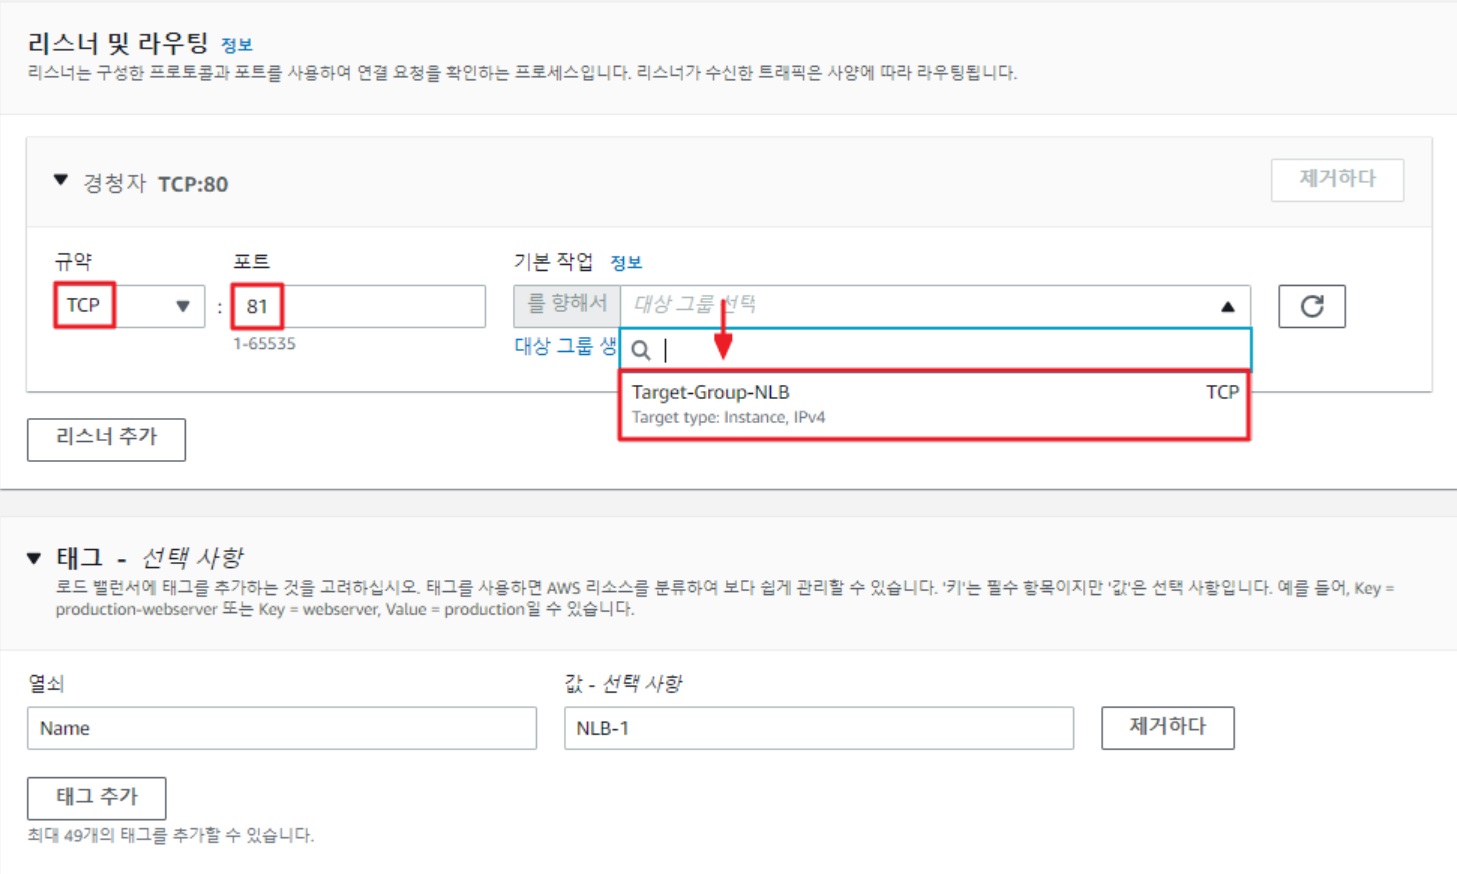 리스너 및 라우팅 정보
리스너는 구성한 프로토콜과 포트를 사용하여 연결 요청을 확인하는 프로세스입니다. 리스너가 수신한 트래픽은 사양에 따라 라우팅됩니다.
경청자 TCP:80
제거하다
규약 포트 기본 작업 정보
TCP : 81 를 향해서 대상 그룹 선택
1-65535
대상 그룹 생
Target-Group-NLB TCP
Target type: Instance, IPv4
리스너 추가
태그 - 선택 사항
로드 밸런서에 태그를 추가하는 것을 고려하십시오. 태그를 사용하면 AWS 리소스를 분류하여 보다 쉽게 관리할 수 있습니다. '키'는 필수 항목이지만 '값'은 선택 사항입니다. 예를 들어, Key =
production-webserver 또는 Key = webserver, Value = production일 수 있습니다.
열쇠 값 - 선택 사항
Name NLB-1 제거하다
태그 추가
최대 49개의 태그를 추가할 수 있습니다.